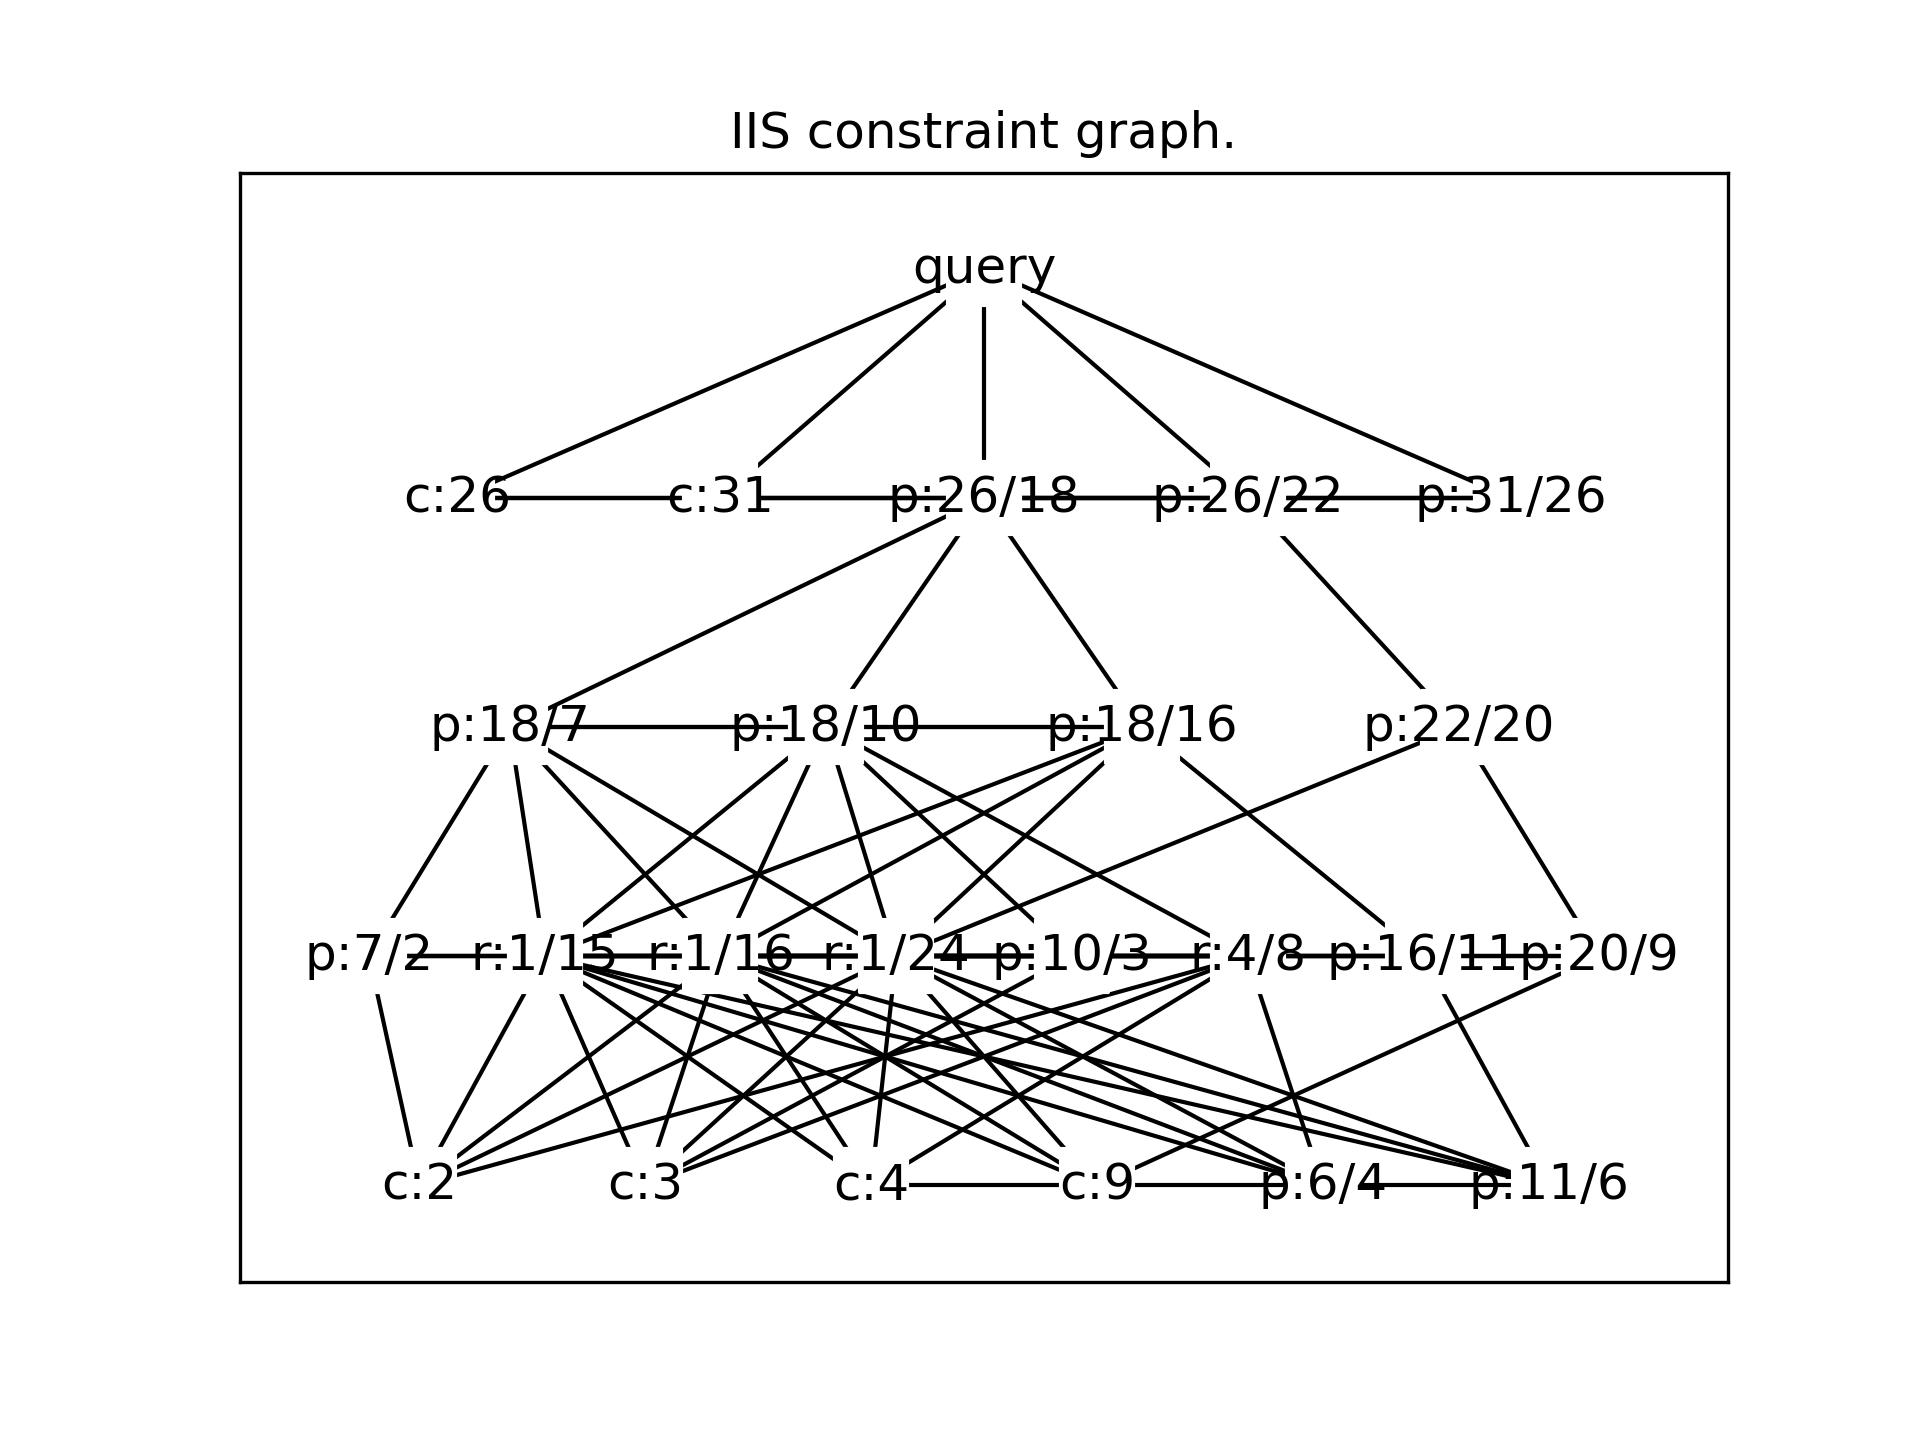 IIS constraint graph.
query
c:26 c:31 p:26/18 p:26/22 p:31/26
p:18/7 p:18/10 p:18/16 p:22/20
p:7/2 r:1/15 r:1/16 r:1/24 p:10/3 r:4/8 p:16/11 p:20/9
c:2 c:3 c:4 c:9 p:6/4 p:11/6